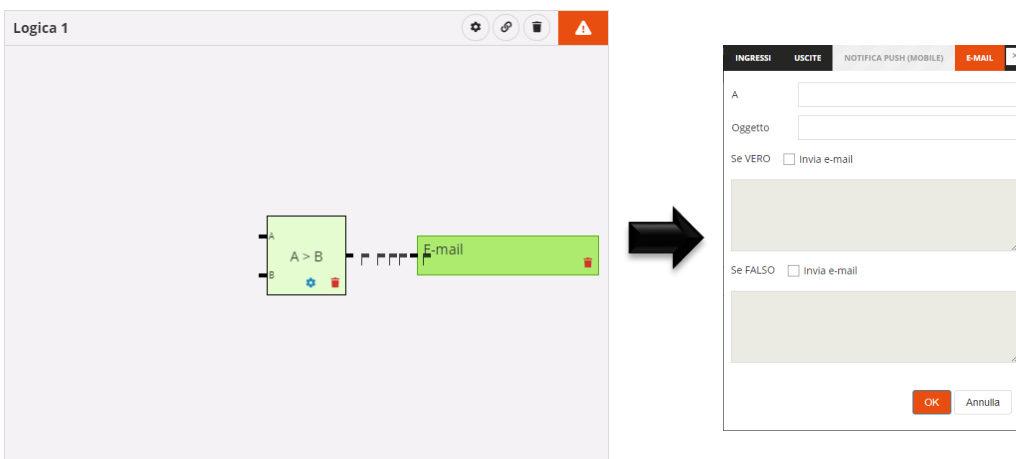 Logica 1
A
A > B
B
E-mail
INGRESSI USCITE NOTIFICA PUSH (MOBILE) E-MAIL
A
Oggetto
Se VERO Invia e-mail
Se FALSO Invia e-mail
OK Annulla